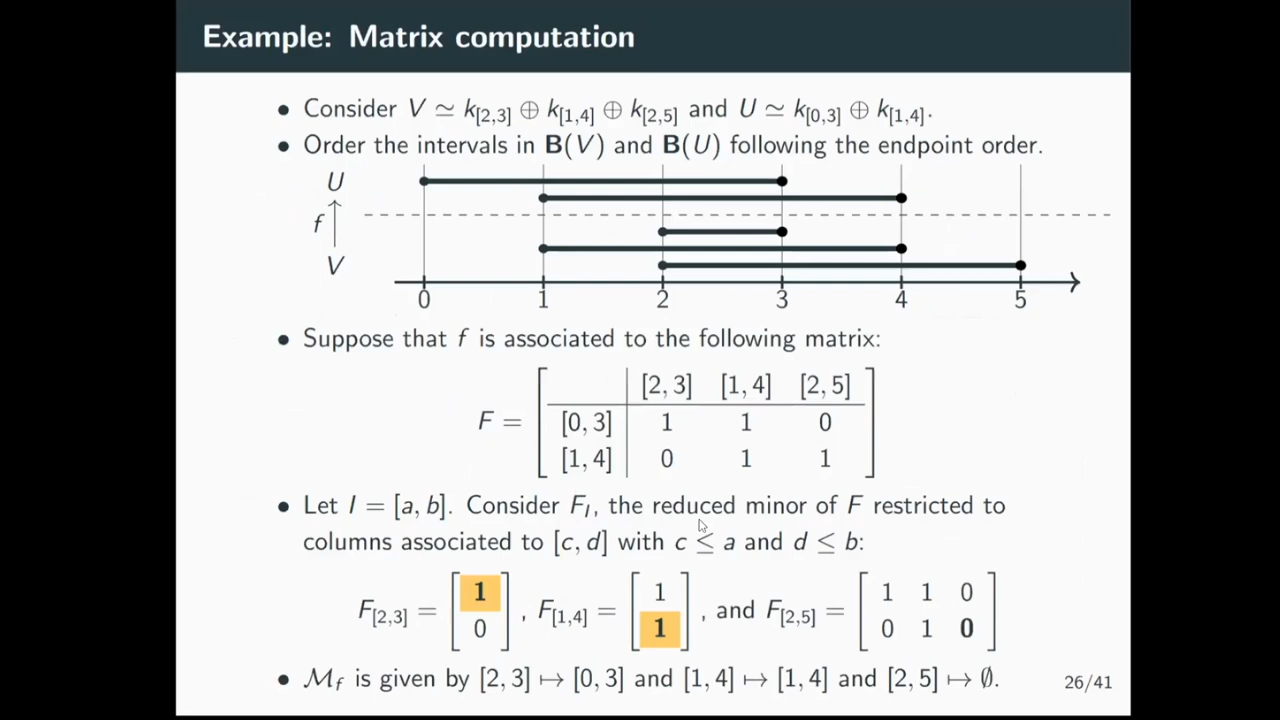 Example: Matrix computation
• Consider V ≃ k[2,3] ⊕ k[1,4] ⊕ k[2,5] and U ≃ k[0,3] ⊕ k[1,4].
• Order the intervals in B(V) and B(U) following the endpoint order.
U
f
V
0 1 2 3 4 5
• Suppose that f is associated to the following matrix:
[2, 3] [1, 4] [2, 5]
F = [0, 3] 1 1 0
[1, 4] 0 1 1
• Let I = [a, b]. Consider F_I, the reduced minor of F restricted to
columns associated to [c, d] with c ≤ a and d ≤ b:
1 1 1 1 0
F[2,3] = , F[1,4] = , and F[2,5] =
0 1 0 1 0
• ℳ_f is given by [2, 3] ↦ [0, 3] and [1, 4] ↦ [1, 4] and [2, 5] ↦ ∅.
26/41